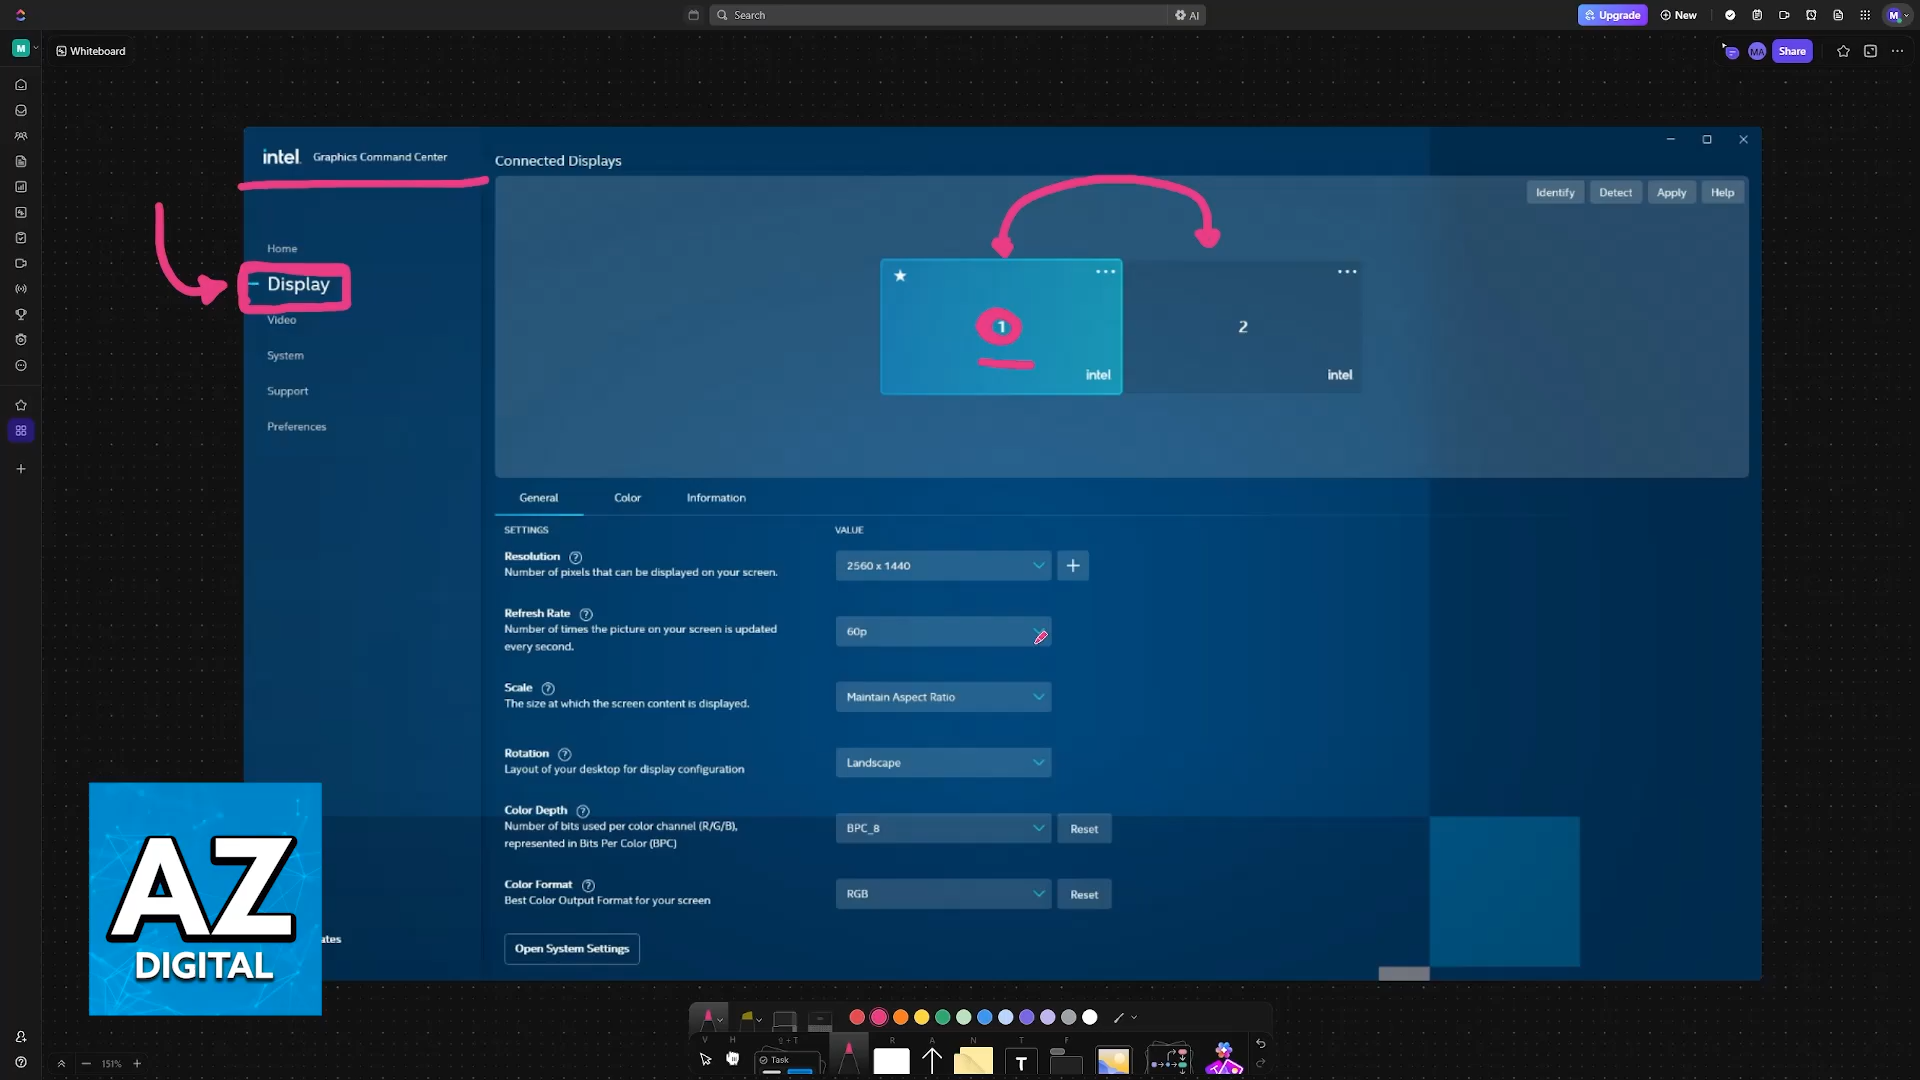 Search
AI
Upgrade
New
M
M
Whiteboard
MA
Share
intel. Graphics Command Center
Connected Displays
Identify
Detect
Apply
Help
Home
Display
Video
System
Support
Preferences
1
intel
2
intel
General
Color
Information
SETTINGS
VALUE
Resolution
Number of pixels that can be displayed on your screen.
2560 x 1440
Refresh Rate
Number of times the picture on your screen is updated
every second.
60p
Scale
The size at which the screen content is displayed.
Maintain Aspect Ratio
Rotation
Layout of your desktop for display configuration
Landscape
Color Depth
Number of bits used per color channel (R/G/B),
represented in Bits Per Color (BPC)
BPC_8
Reset
Color Format
Best Color Output Format for your screen
RGB
Reset
ates
Open System Settings
AZ
DIGITAL
V
H
⇧ + T
R
A
N
T
F
Task
T
151%